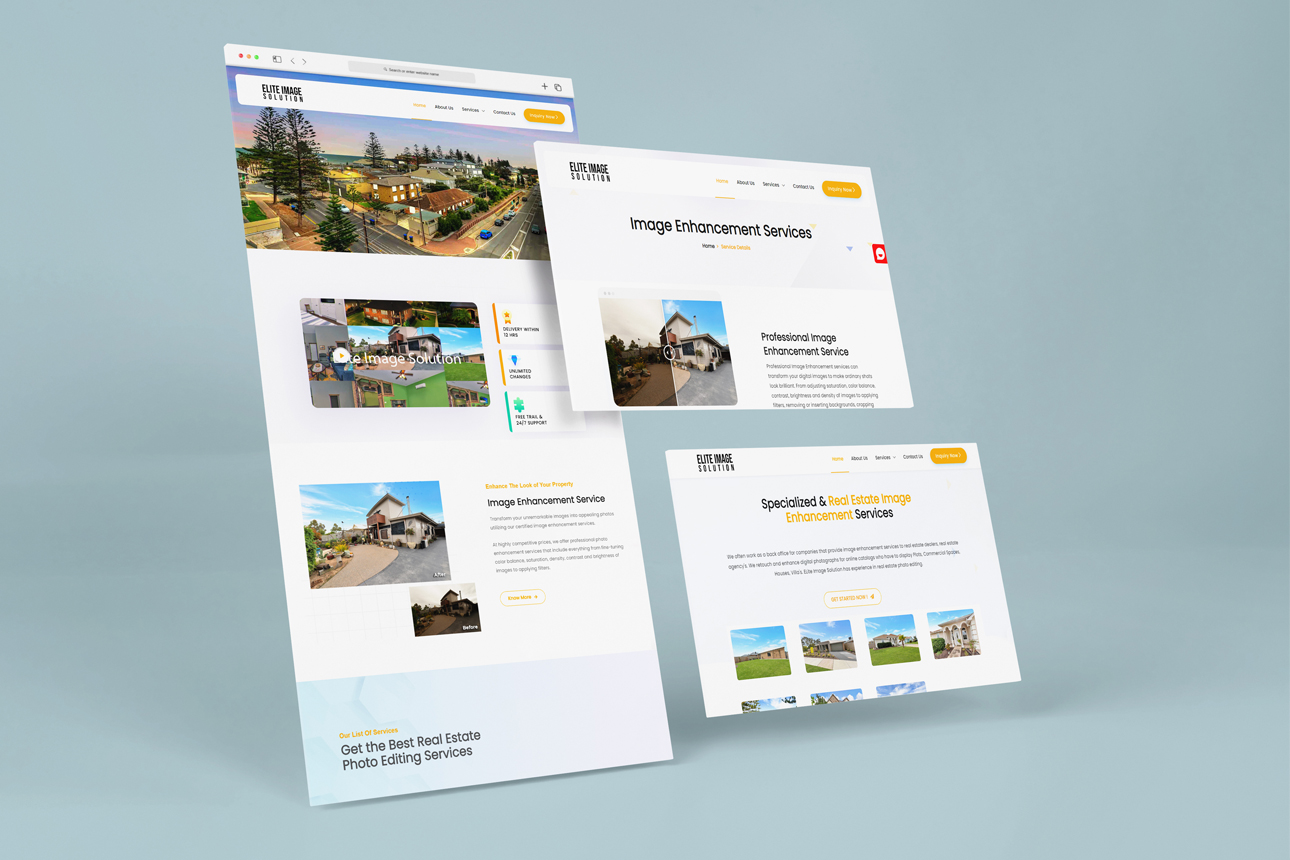 Search or enter website name
ELITE IMAGE
SOLUTION
Home
About Us
Services
Contact Us
Inquiry Now
Elite Image Solution
DELIVERY WITHIN
12 HRS
UNLIMITED
CHANGES
FREE TRAIL &
24/7 SUPPORT
Enhance The Look of Your Property
Image Enhancement Service
Transform your unremarkable images into appealing photos
utilizing our certified image enhancement services.
At highly competitive prices, we offer professional photo
enhancement services that include everything from fine-tuning
color balance, saturation, density, contrast and brightness of
images to applying filters.
Know More
After
Before
Our List Of Services
Get the Best Real Estate
Photo Editing Services
ELITE IMAGE
SOLUTION
Home
About Us
Services
Contact Us
Inquiry Now
Image Enhancement Services
Home
Service Details
Professional Image
Enhancement Service
Professional Image Enhancement services can
transform your digital images to make ordinary shots
look brilliant. From adjusting saturation, color balance,
contrast, brightness and density of images to applying
filters, removing or inserting backgrounds, cropping
ELITE IMAGE
SOLUTION
Home
About Us
Services
Contact Us
Inquiry Now
Specialized & Real Estate Image
Enhancement Services
We often work as a back office for companies that provide image enhancement services to real estate dealers, real estate
agency's. We retouch and enhance digital photographs for online catalogs who have to display Plots, Commercial Spaces,
Houses, Villa's. Elite Image Solution has experience in real estate photo editing.
GET STARTED NOW !